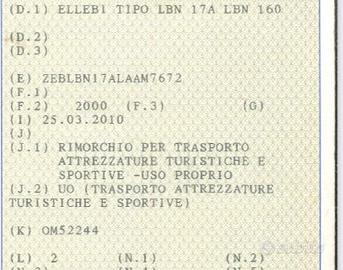 (D.1) ELLEBI TIPO LBN 17A LBN 160
(D.2)
(D.3)
(E) ZEBLBN17ALAAM7672
(F.1)
(F.2) 2000 (F.3) (G)
(I) 25.03.2010
(J)
(J.1) RIMORCHIO PER TRASPORTO
ATTREZZATURE TURISTICHE E
SPORTIVE -USO PROPRIO
(J.2) UO (TRASPORTO ATTREZZATURE
TURISTICHE E SPORTIVE)
(K) OM52244
(L) 2 (N.1) (N.2)
subito